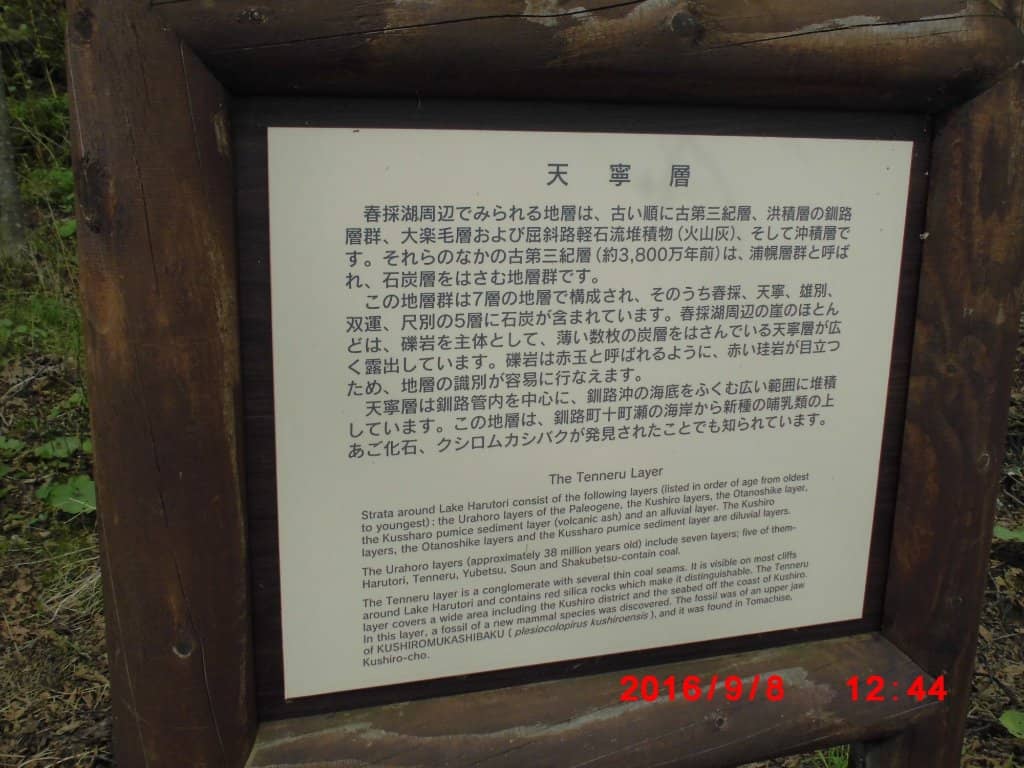 天寧層
春採湖周辺でみられる地層は、古い順に古第三紀層、洪積層の釧路
層群、大楽毛層および屈斜路軽石流堆積物(火山灰)、そして沖積層で
す。それらのなかの古第三紀層(約3,800万年前)は、浦幌層群と呼ば
れ、石炭層をはさむ地層群です。
この地層群は7層の地層で構成され、そのうち春採、天寧、雄別、
双運、尺別の5層に石炭が含まれています。春採湖周辺の崖のほとん
どは、礫岩を主体として、薄い数枚の炭層をはさんでいる天寧層が広
く露出しています。礫岩は赤玉と呼ばれるように、赤い珪岩が目立つ
ため、地層の識別が容易に行なえます。
天寧層は釧路管内を中心に、釧路沖の海底をふくむ広い範囲に堆積
しています。この地層は、釧路町十町瀬の海岸から新種の哺乳類の上
あご化石、クシロムカシバクが発見されたことでも知られています。
The Tenneru Layer
Strata around Lake Harutori consist of the following layers (listed in order of age from oldest
to youngest): the Urahoro layers of the Paleogene, the Kushiro layers, the Otanoshike layer,
the Kussharo pumice sediment layer (volcanic ash) and an alluvial layer. The Kushiro
layers, the Otanoshike layers and the Kussharo pumice sediment layer are diluvial layers.
The Urahoro layers (approximately 38 million years old) include seven layers; five of them-
Harutori, Tenneru, Yubetsu, Soun and Shakubetsu-contain coal.
The Tenneru layer is a conglomerate with several thin coal seams. It is visible on most cliffs
around Lake Harutori and contains red silica rocks which make it distinguishable. The Tenneru
layer covers a wide area including the Kushiro district and the seabed off the coast of Kushiro.
In this layer, a fossil of a new mammal species was discovered. The fossil was of an upper jaw
of KUSHIROMUKASHIBAKU ( plesiocolopirus kushiroensis ), and it was found in Tomachise,
Kushiro-cho.
2016/9/8 12:44